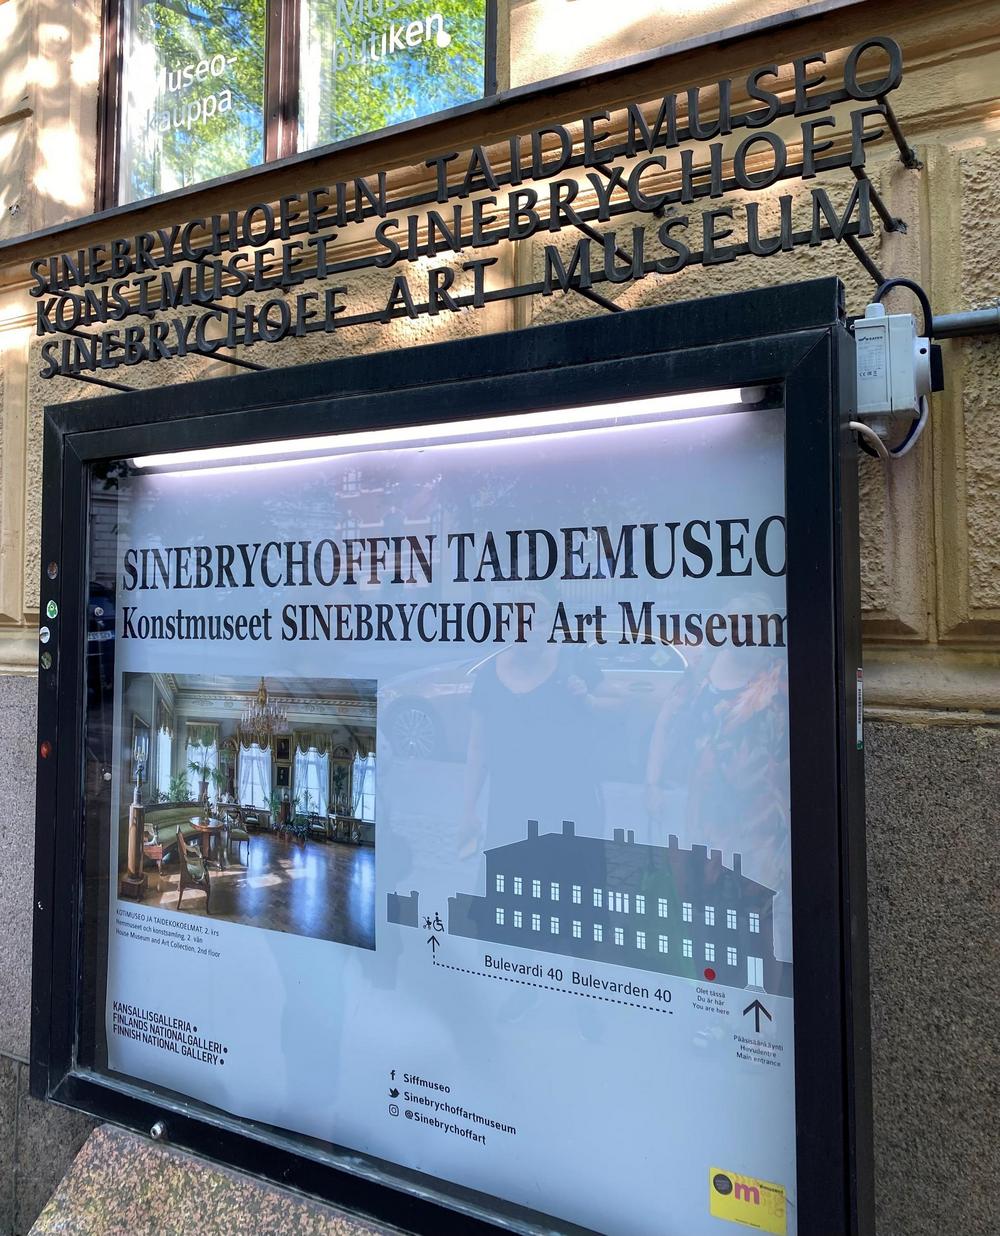 Museo-
kauppa
butiken
SINEBRYCHOFFIN TAIDEMUSEO
KONSTMUSEET SINEBRYCHOFF
SINEBRYCHOFF ART MUSEUM
SINEBRYCHOFFIN TAIDEMUSEO
Konstmuseet SINEBRYCHOFF Art Museum
KOTIMUSEO JA TAIDEKOKOELMAT, 2. krs
Hemmuseet och konstsamling, 2. vån
House Museum and Art Collection, 2nd floor
Bulevardi 40 Bulevarden 40
Olet tässä
Du är här
You are here
Pääsisäänkäynti
Huvudentré
Main entrance
KANSALLISGALLERIA
FINLANDS NATIONALGALLERI
FINNISH NATIONAL GALLERY
Siffmuseo
Sinebrychoffartmuseum
@Sinebrychoffart
m